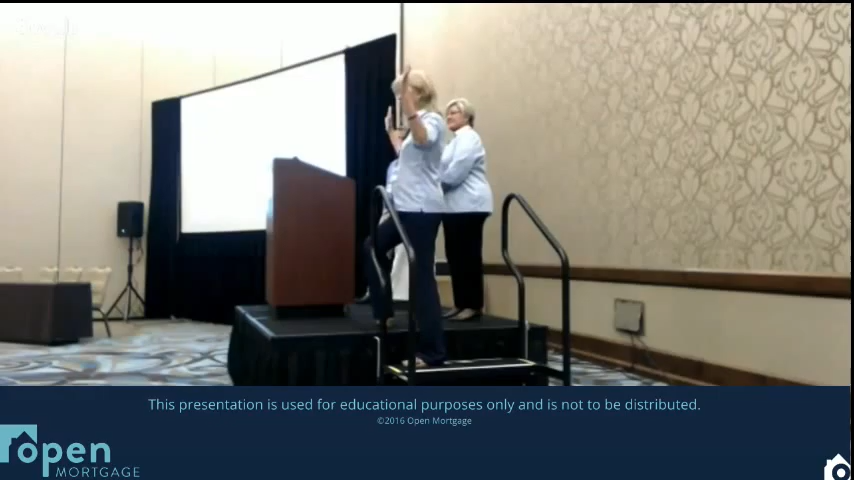 This presentation is used for educational purposes only and is not to be distributed.
©2016 Open Mortgage
open
MORTGAGE